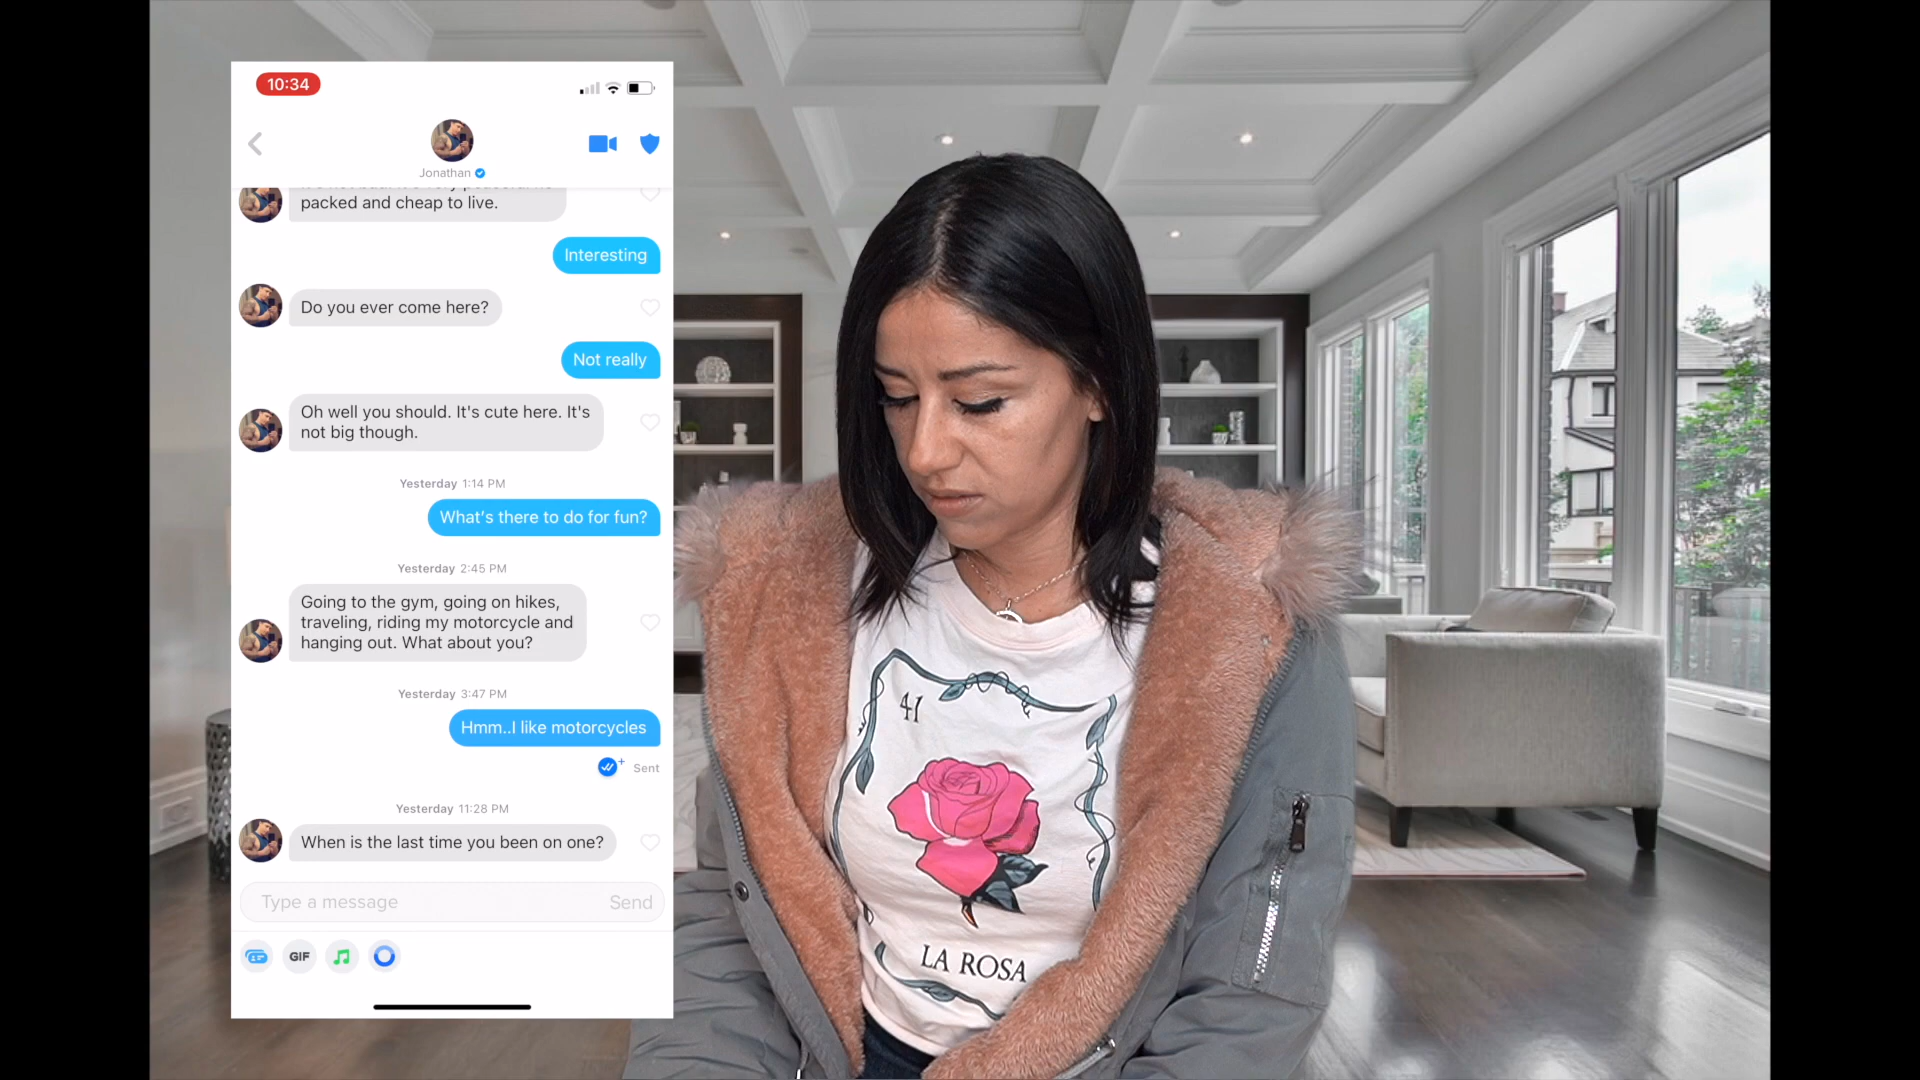 10:34
Jonathan
packed and cheap to live.
Interesting
Do you ever come here?
Not really
Oh well you should. It's cute here. It's
not big though.
Yesterday 1:14 PM
What's there to do for fun?
Yesterday 2:45 PM
Going to the gym, going on hikes,
traveling, riding my motorcycle and
hanging out. What about you?
Yesterday 3:47 PM
Hmm..I like motorcycles
Sent
Yesterday 11:28 PM
When is the last time you been on one?
Type a message
Send
GIF
41
LA ROSA